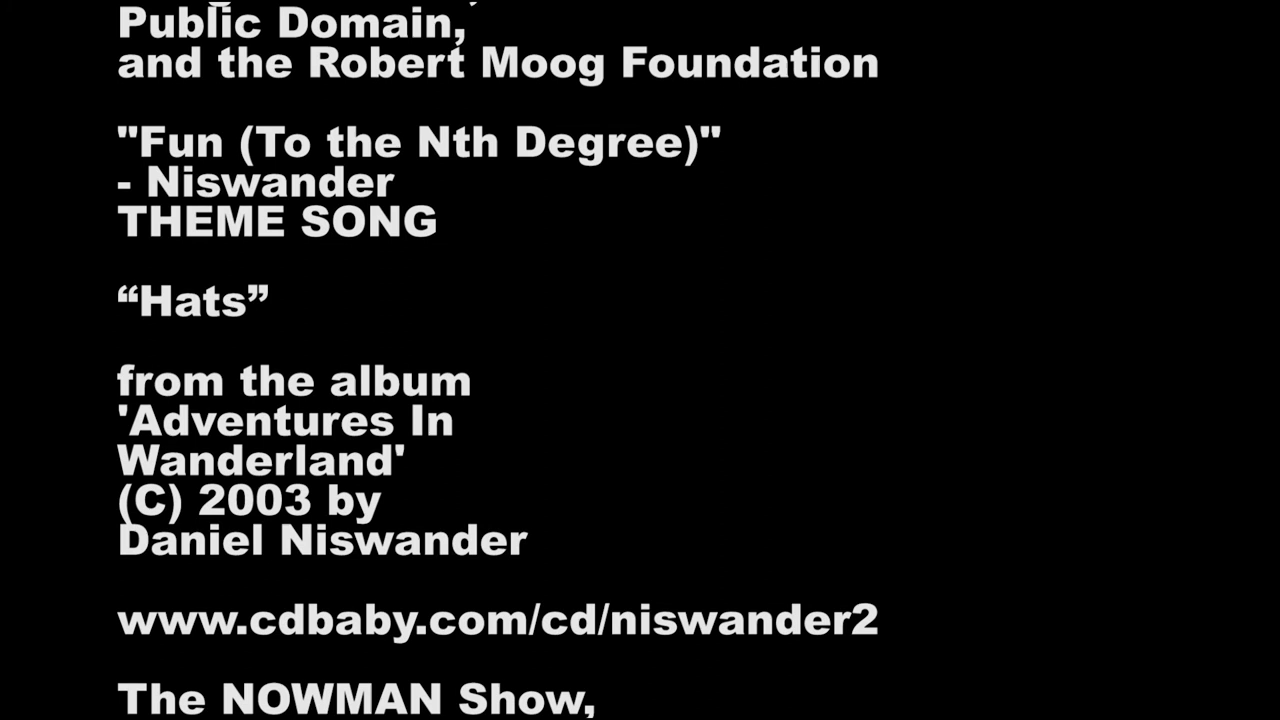 Public Domain,
and the Robert Moog Foundation
"Fun (To the Nth Degree)"
- Niswander
THEME SONG
“Hats”
from the album
'Adventures In
Wanderland'
(C) 2003 by
Daniel Niswander
www.cdbaby.com/cd/niswander2
The NOWMAN Show,